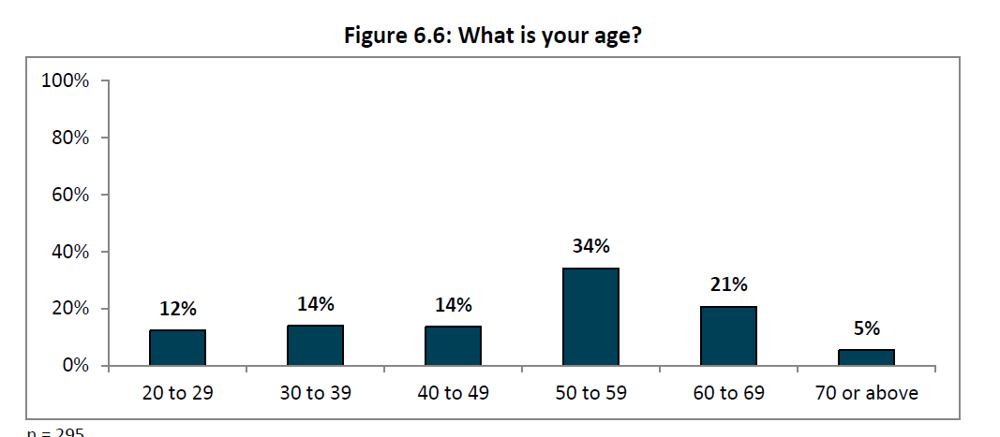 Figure 6.6: What is your age?
100%
80%
60%
40%
20%
0%
12%
14%
14%
34%
21%
5%
20 to 29
30 to 39
40 to 49
50 to 59
60 to 69
70 or above
n = 295